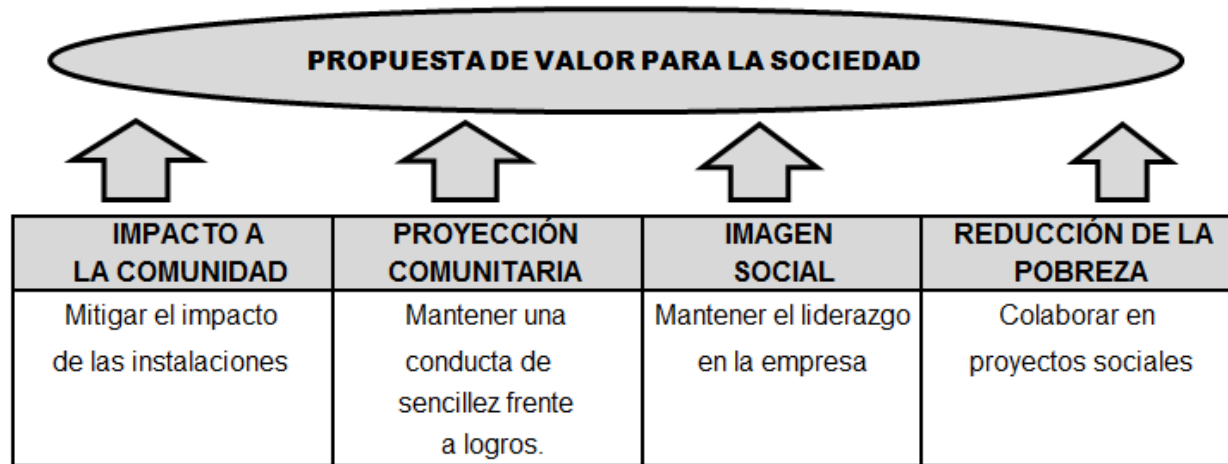 PROPUESTA DE VALOR PARA LA SOCIEDAD
IMPACTO A
LA COMUNIDAD
Mitigar el impacto
de las instalaciones
PROYECCIÓN
COMUNITARIA
Mantener una
conducta de
sencillez frente
a logros.
IMAGEN
SOCIAL
Mantener el liderazgo
en la empresa
REDUCCIÓN DE LA
POBREZA
Colaborar en
proyectos sociales